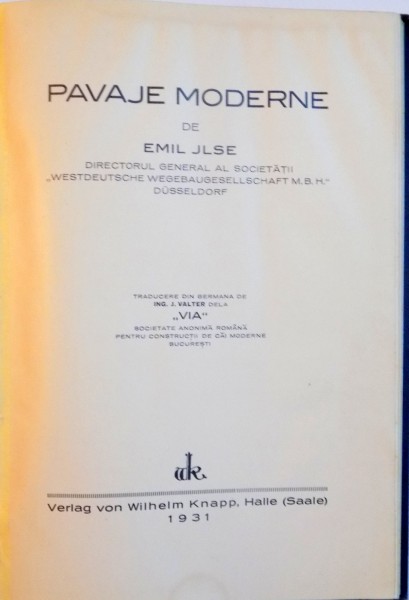 PAVAJE MODERNE
DE
EMIL JLSE
DIRECTORUL GENERAL AL SOCIETĂȚII
„WESTDEUTSCHE WEGEBAUGESELLSCHAFT M.B.H."
DÜSSELDORF
TRADUCERE DIN GERMANA DE
ING. J. VALTER DELA
„VIA"
SOCIETATE ANONIMĂ ROMÂNĂ
PENTRU CONSTRUCȚII DE CĂI MODERNE
BUCUREȘTI
WK
Verlag von Wilhelm Knapp, Halle (Saale)
1931